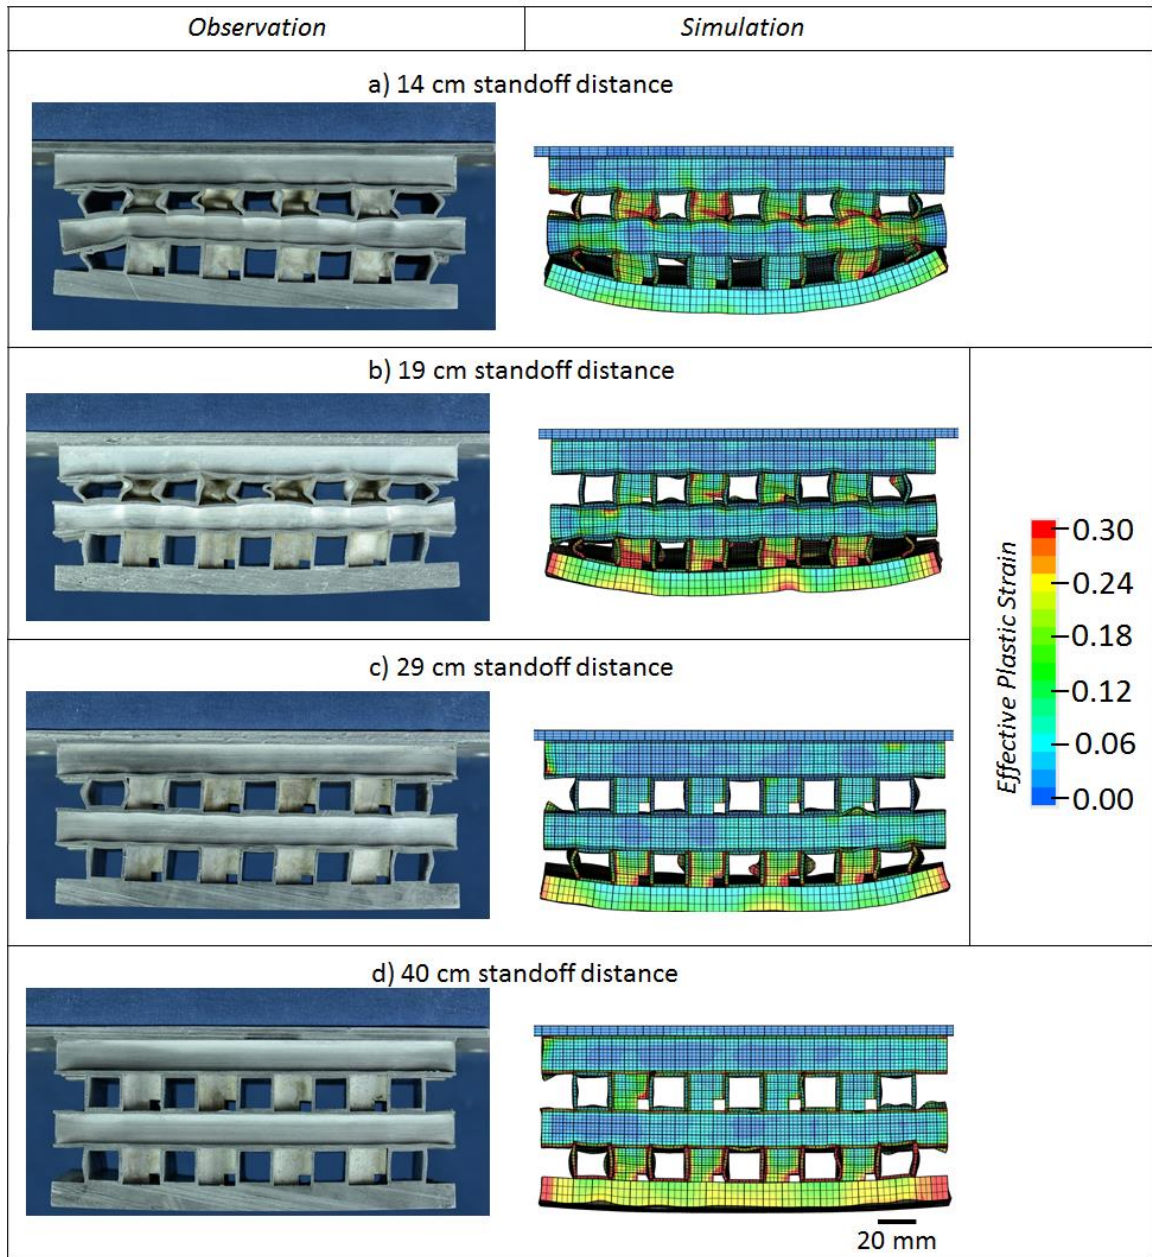 Observation
Simulation
a) 14 cm standoff distance
b) 19 cm standoff distance
c) 29 cm standoff distance
Effective Plastic Strain
0.30
0.24
0.18
0.12
0.06
0.00
d) 40 cm standoff distance
20 mm